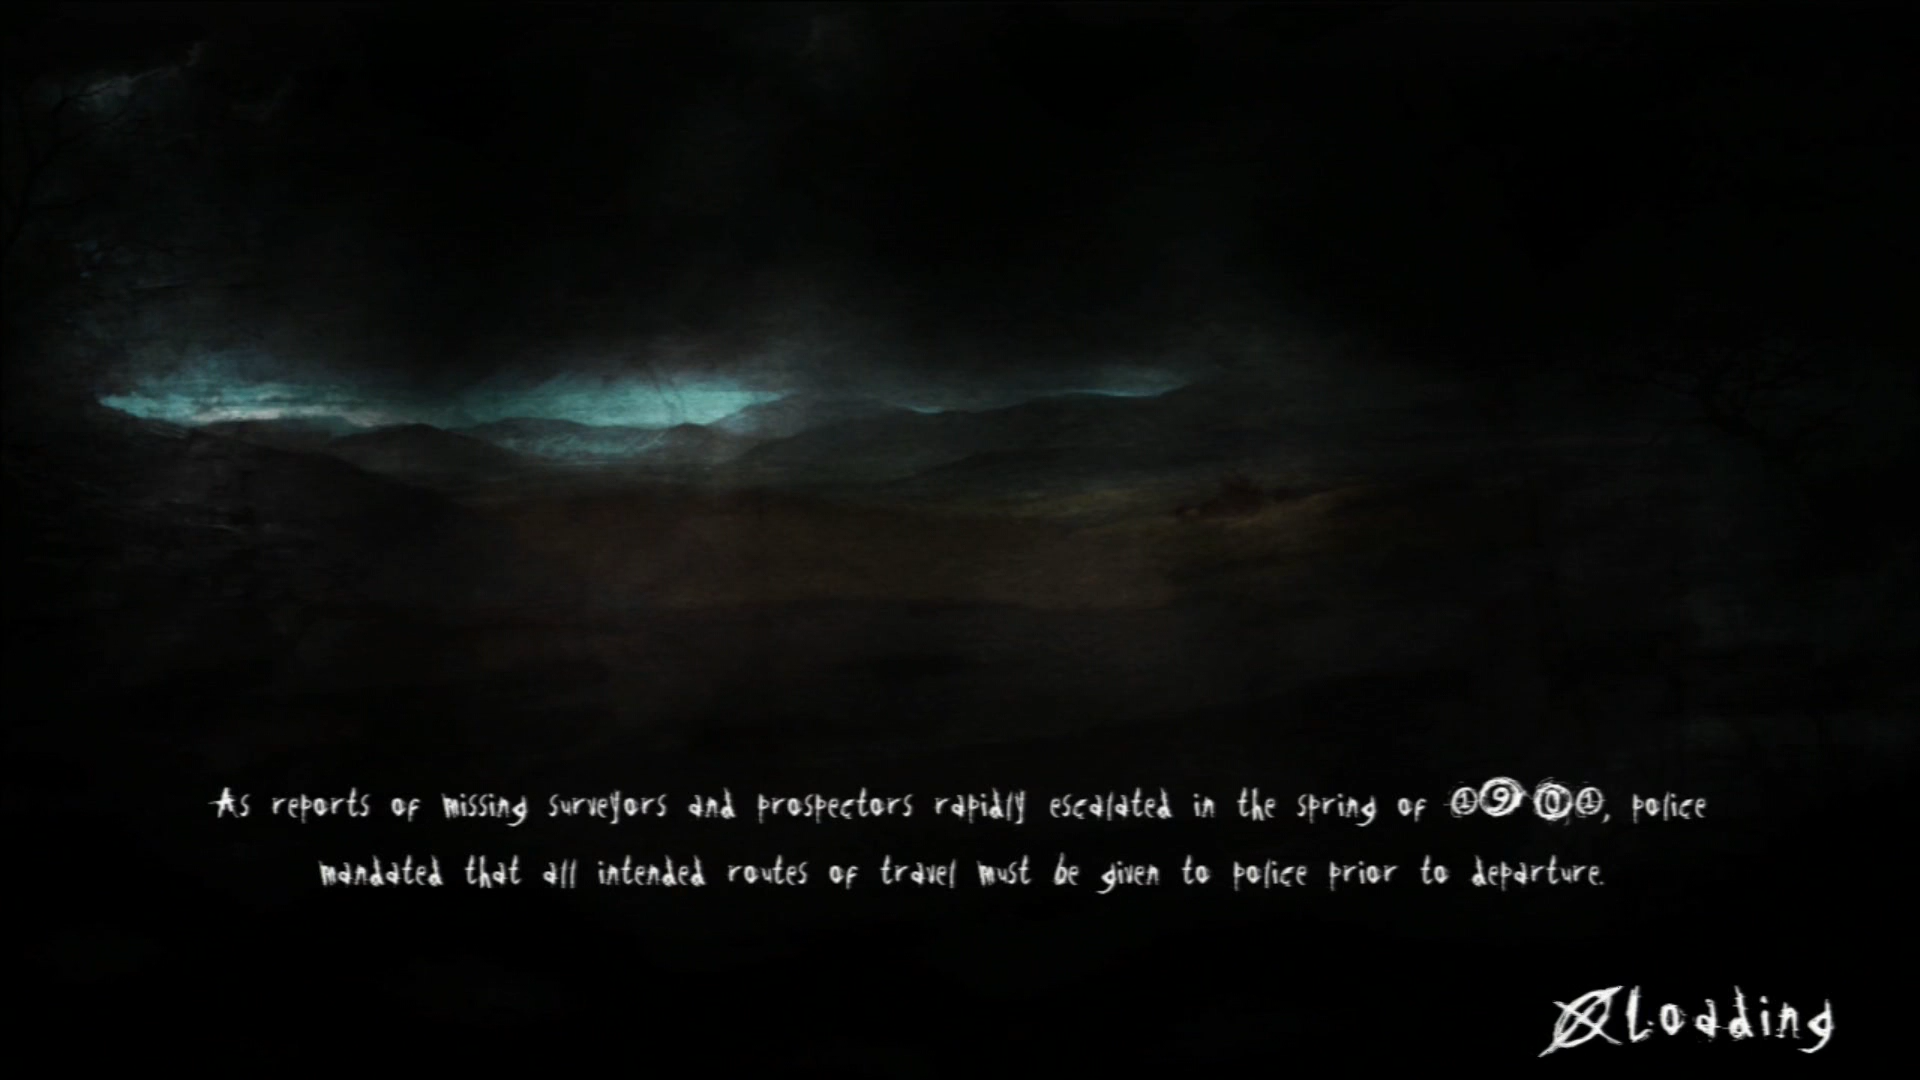 As reports of missing surveyors and prospectors rapidly escalated in the spring of 1901, police
mandated that all intended routes of travel must be given to police prior to departure.
Loading